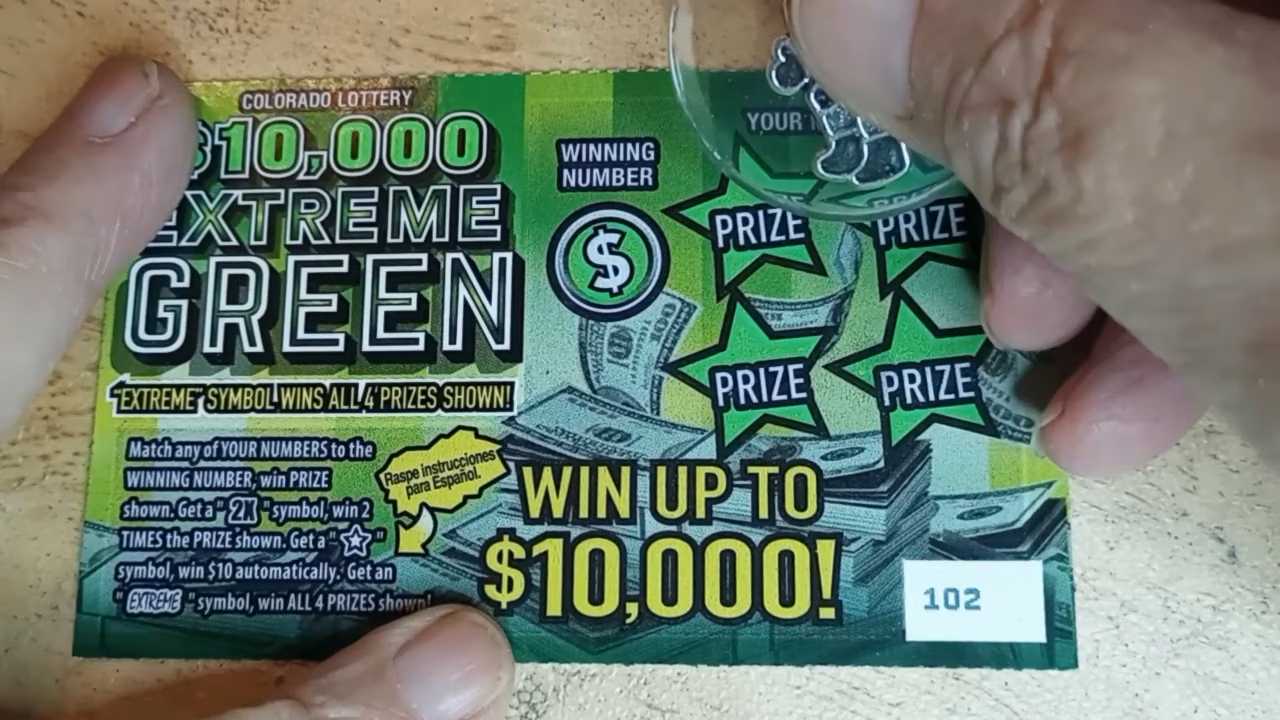 COLORADO LOTTERY
$10,000
EXTREME
GREEN
"EXTREME" SYMBOL WINS ALL 4 PRIZES SHOWN!
Match any of YOUR NUMBERS to the
WINNING NUMBER, win PRIZE
shown. Get a "2X" symbol, win 2
TIMES the PRIZE shown. Get a "☆"
symbol, win $10 automatically. Get an
"EXTREME" symbol, win ALL 4 PRIZES shown!
Raspe instrucciones
para Español.
WINNING
NUMBER
$
YOUR
PRIZE PRIZE
PRIZE PRIZE
WIN UP TO
$10,000!
102